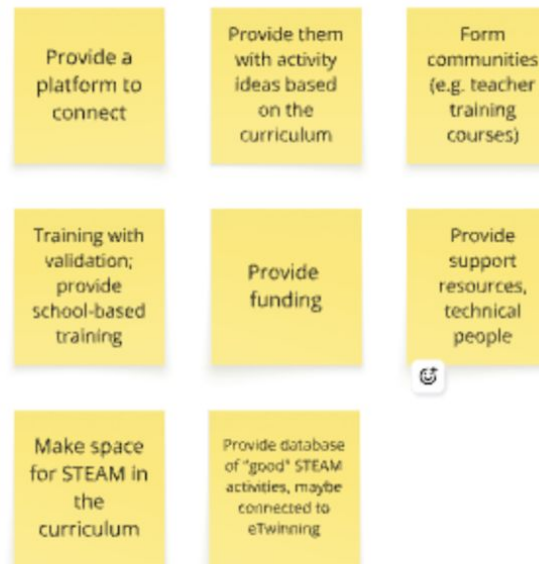 Provide a
platform to
connect
Provide them
with activity
ideas based
on the
curriculum
Form
communities
(e.g. teacher
training
courses)
Training with
validation;
provide
school-based
training
Provide
funding
Provide
support
resources,
technical
people
Make space
for STEAM in
the
curriculum
Provide database
of "good" STEAM
activities, maybe
connected to
eTwinning